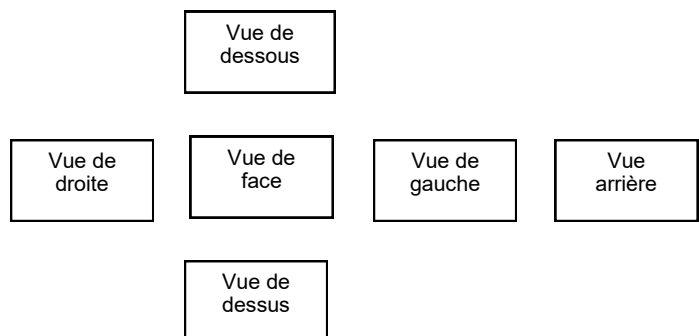 Vue de
dessous
Vue de
droite
Vue de
face
Vue de
gauche
Vue
arrière
Vue de
dessus